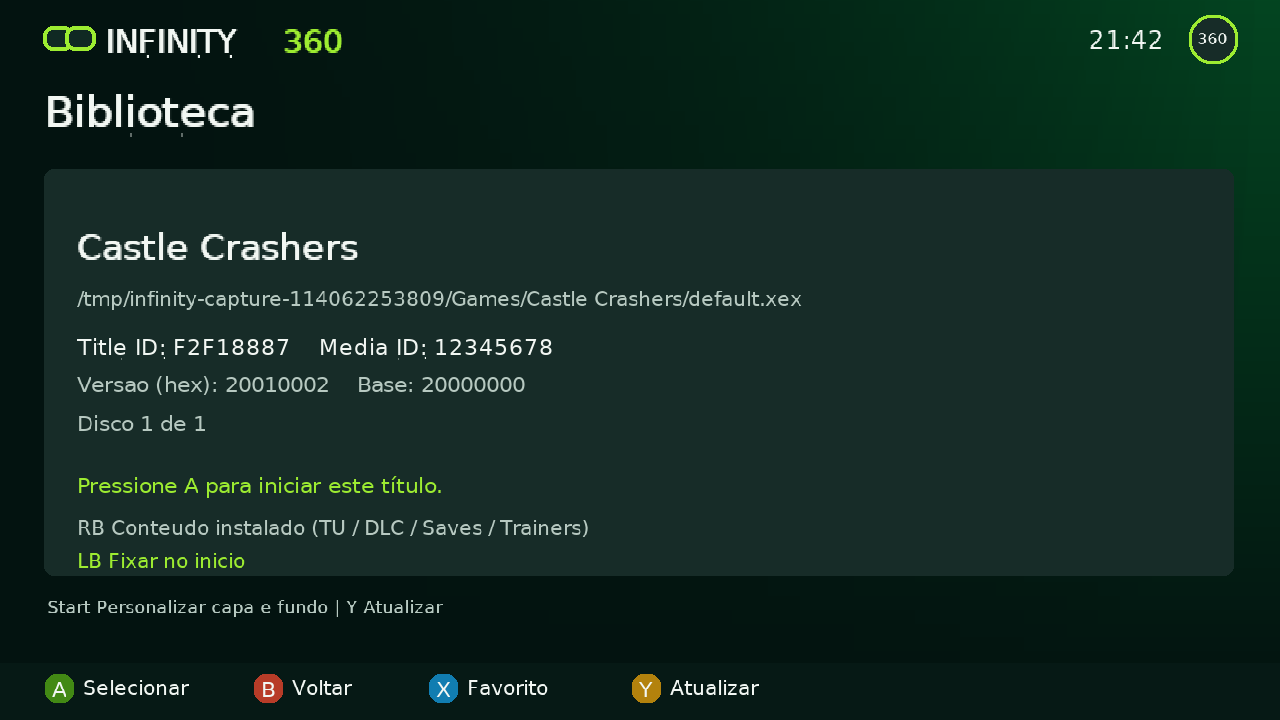 INFINITY 360
21:42
360
Biblioteca
Castle Crashers
/tmp/infinity-capture-114062253809/Games/Castle Crashers/default.xex
Title ID: F2F18887 Media ID: 12345678
Versao (hex): 20010002 Base: 20000000
Disco 1 de 1
Pressione A para iniciar este título.
RB Conteudo instalado (TU / DLC / Saves / Trainers)
LB Fixar no inicio
Start Personalizar capa e fundo | Y Atualizar
A Selecionar B Voltar X Favorito Y Atualizar